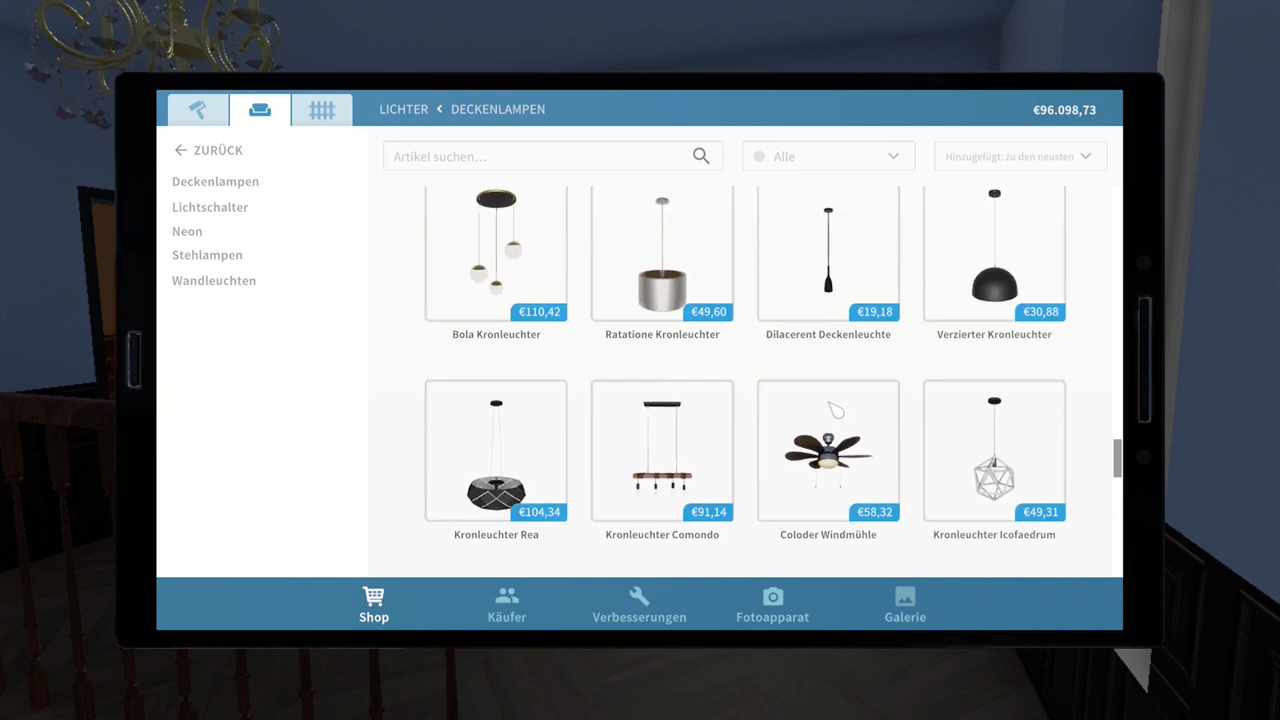 LICHTER < DECKENLAMPEN
€96.098,73
ZURÜCK
Artikel suchen...
Alle
Hinzugefügt: zu den neusten
Deckenlampen
Lichtschalter
Neon
Stehlampen
Wandleuchten
€110,42
€49,60
€19,18
€30,88
Bola Kronleuchter
Ratatione Kronleuchter
Dilacerent Deckenleuchte
Verzierter Kronleuchter
€104,34
€91,14
€58,32
€49,31
Kronleuchter Rea
Kronleuchter Comondo
Coloder Windmühle
Kronleuchter Icofaedrum
Shop
Käufer
Verbesserungen
Fotoapparat
Galerie